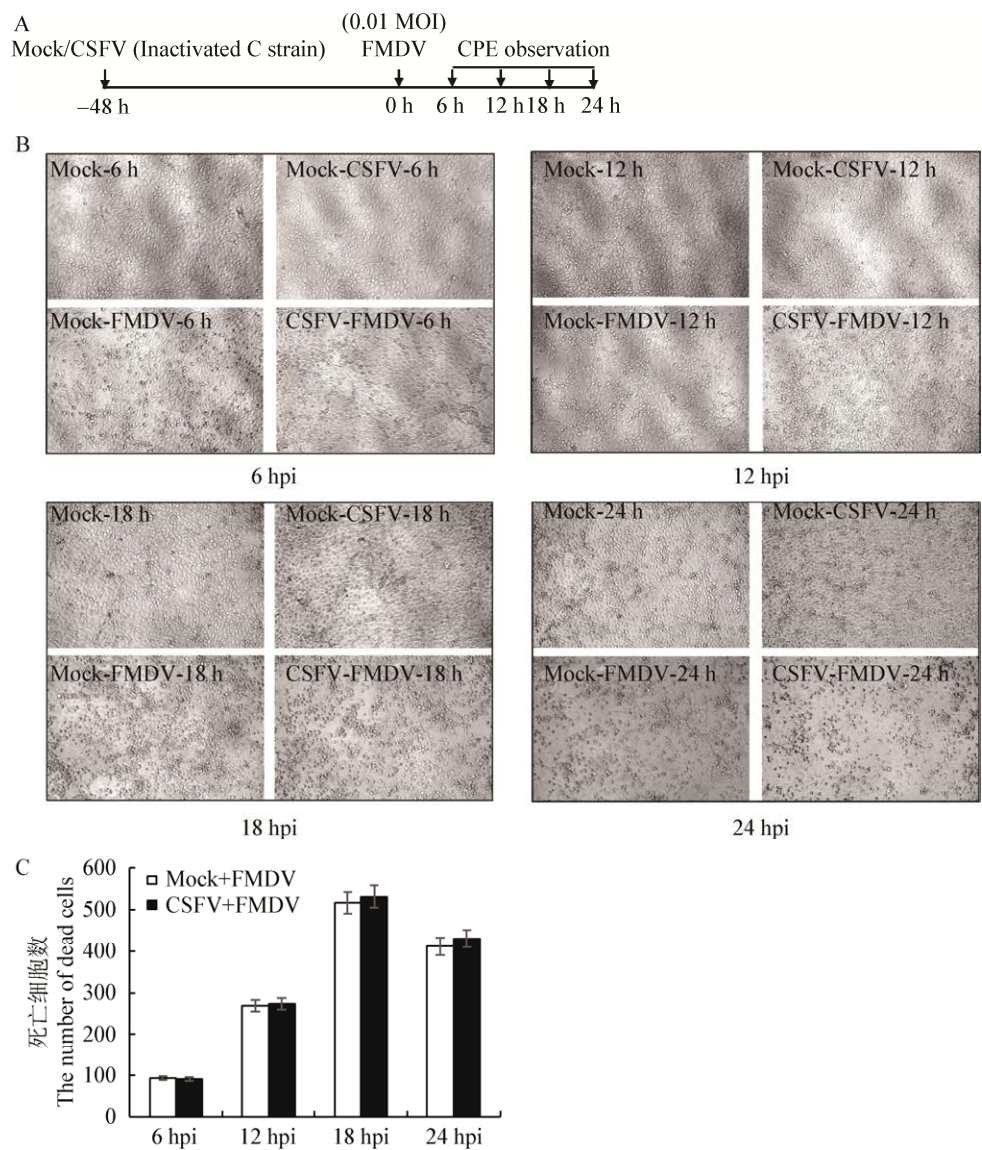 A
(0.01 MOI)
Mock/CSFV (Inactivated C strain) FMDV CPE observation
−48 h 0 h 6 h 12 h 18 h 24 h
B
Mock-6 h Mock-CSFV-6 h
Mock-FMDV-6 h CSFV-FMDV-6 h
6 hpi
Mock-12 h Mock-CSFV-12 h
Mock-FMDV-12 h CSFV-FMDV-12 h
12 hpi
Mock-18 h Mock-CSFV-18 h
Mock-FMDV-18 h CSFV-FMDV-18 h
18 hpi
Mock-24 h Mock-CSFV-24 h
Mock-FMDV-24 h CSFV-FMDV-24 h
24 hpi
C
死亡细胞数
The number of dead cells
600
500
400
300
200
100
0
Mock+FMDV
CSFV+FMDV
6 hpi 12 hpi 18 hpi 24 hpi